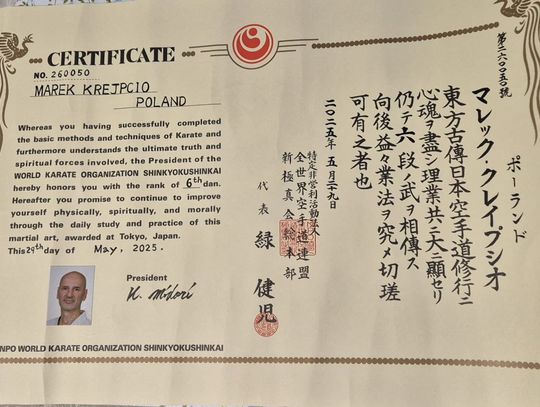 CERTIFICATE
NO. 260050
MAREK KREJPCIO
POLAND
Whereas you having successfully completed
the basic methods and techniques of Karate and
furthermore understands the ultimate truth and
spiritual forces involved, the President of the
WORLD KARATE ORGANIZATION SHINKYOKUSHINKAI
hereby honors you with the rank of 6th dan.
Hereafter you promise to continue to improve
yourself physically, spiritually, and morally
through the daily study and practice of this
martial art, awarded at Tokyo, Japan.
This 29th day of May, 2025.
President
K. Midori
NPO WORLD KARATE ORGANIZATION SHINKYOKUSHINKAI
第二六〇〇五〇號
ポーランド
マレック・クレイプシオ
東方古傳日本空手道修行ニ
心魂ヲ盡シ理業共ニ大ニ顯セリ
仍テ六段ノ武ヲ相傳ス
向後益々業法ヲ究メ切瑳
可有之者也
二〇二五年五月二十九日
特定非営利活動法人
全世界空手道連盟
新極真会総本部
代表 緑健児